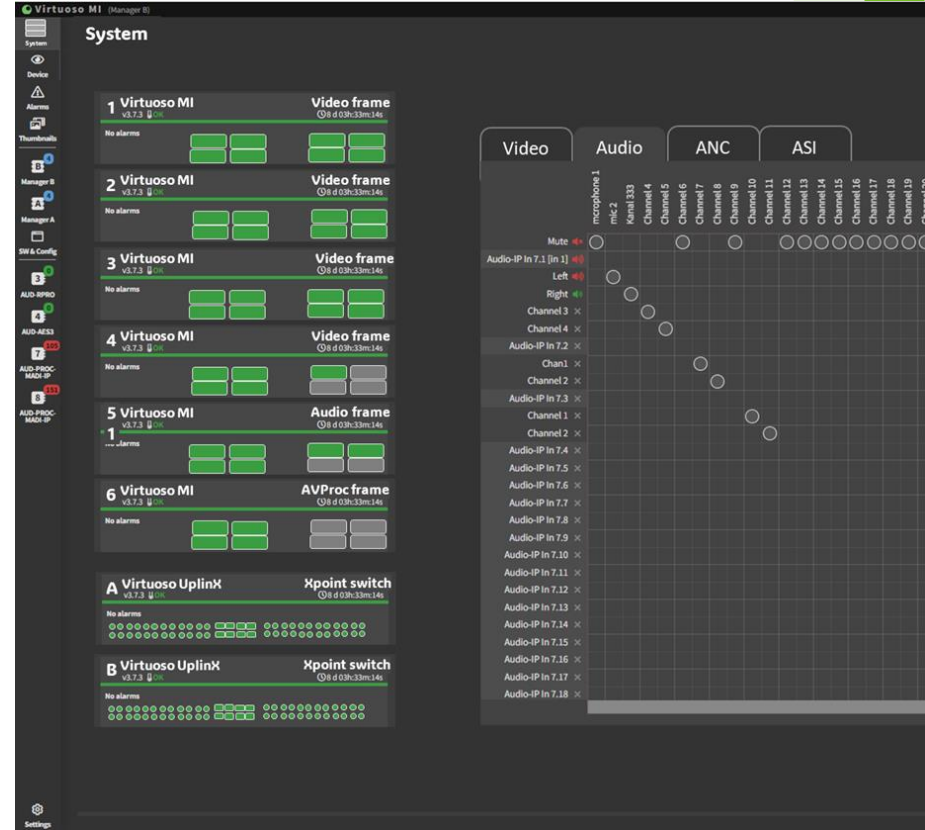 Virtuoso MI (Manager B)
System
Device
Alarms
Thumbnails
4
B
Manager B
4
A
Manager A
SW & Config
0
3
AUD-RPRO
0
4
AUD-AES3
105
7
AUD-PROC-
MADI-IP
151
8
AUD-PROC-
MADI-IP
Settings
System
1 Virtuoso MI Video frame
v3.7.3 OK 8 d 03h:33m:14s
No alarms
2 Virtuoso MI Video frame
v3.7.3 OK 8 d 03h:33m:14s
No alarms
3 Virtuoso MI Video frame
v3.7.3 OK 8 d 03h:33m:14s
No alarms
4 Virtuoso MI Video frame
v3.7.3 OK 8 d 03h:33m:14s
No alarms
5 Virtuoso MI Audio frame
v3.7.3 OK 8 d 03h:33m:14s
1
alarms
6 Virtuoso MI AVProc frame
v3.7.3 OK 8 d 03h:33m:14s
No alarms
A Virtuoso UplinX Xpoint switch
v3.7.3 OK 8 d 03h:33m:14s
No alarms
B Virtuoso UplinX Xpoint switch
v3.7.3 OK 8 d 03h:33m:14s
No alarms
Video Audio ANC ASI
mcrophone 1
mic 2
Kanal 333
Channel 4
Channel 5
Channel 6
Channel 7
Channel 8
Channel 9
Channel 10
Channel 11
Channel 12
Channel 13
Channel 14
Channel 15
Channel 16
Channel 17
Channel 18
Channel 19
Mute
Audio-IP In 7.1 [in 1]
Left
Right
Channel 3
Channel 4
Audio-IP In 7.2
Chan1
Channel 2
Audio-IP In 7.3
Channel 1
Channel 2
Audio-IP In 7.4
Audio-IP In 7.5
Audio-IP In 7.6
Audio-IP In 7.7
Audio-IP In 7.8
Audio-IP In 7.9
Audio-IP In 7.10
Audio-IP In 7.11
Audio-IP In 7.12
Audio-IP In 7.13
Audio-IP In 7.14
Audio-IP In 7.15
Audio-IP In 7.16
Audio-IP In 7.17
Audio-IP In 7.18